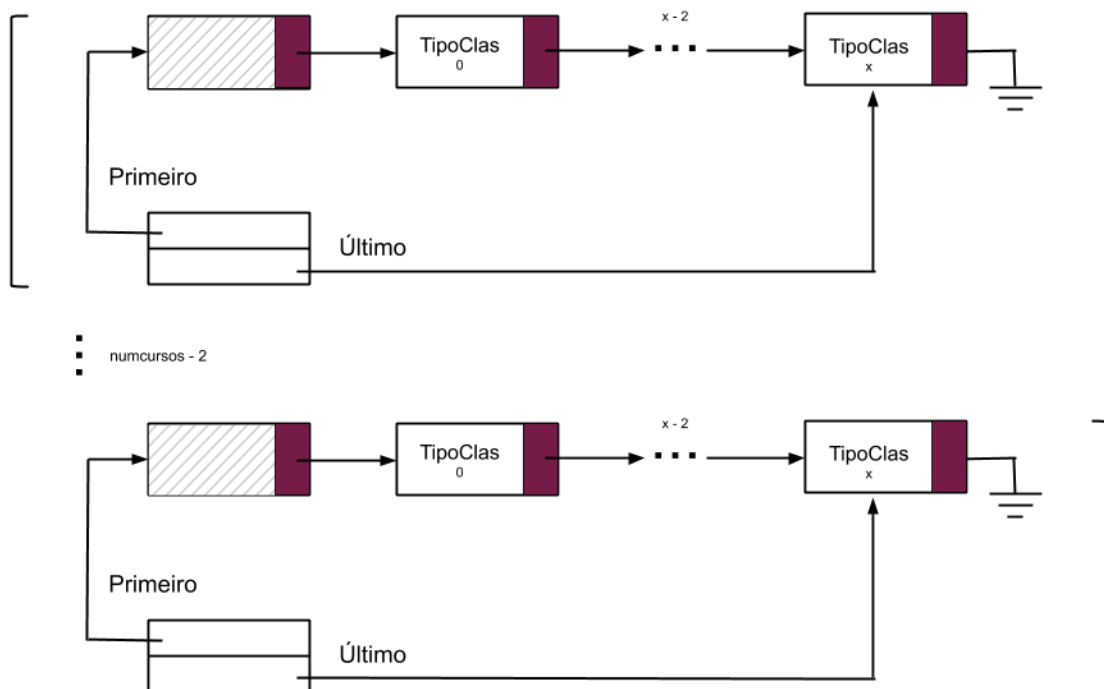 x - 2
TipoClas
0
TipoClas
x
Primeiro
Último
numcursos - 2
x - 2
TipoClas
0
TipoClas
x
Primeiro
Último